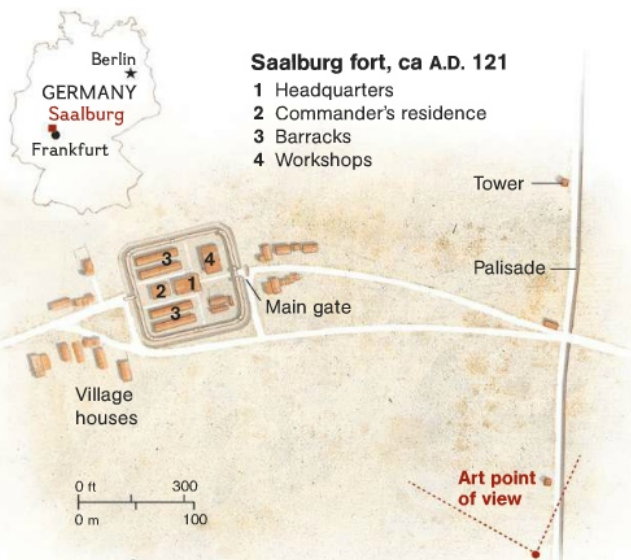 Berlin
GERMANY
Saalburg
Frankfurt
Saalburg fort, ca A.D. 121
1 Headquarters
2 Commander's residence
3 Barracks
4 Workshops
Tower
Palisade
3
4
2
1
3
Main gate
Village
houses
0 ft 300
0 m 100
Art point
of view